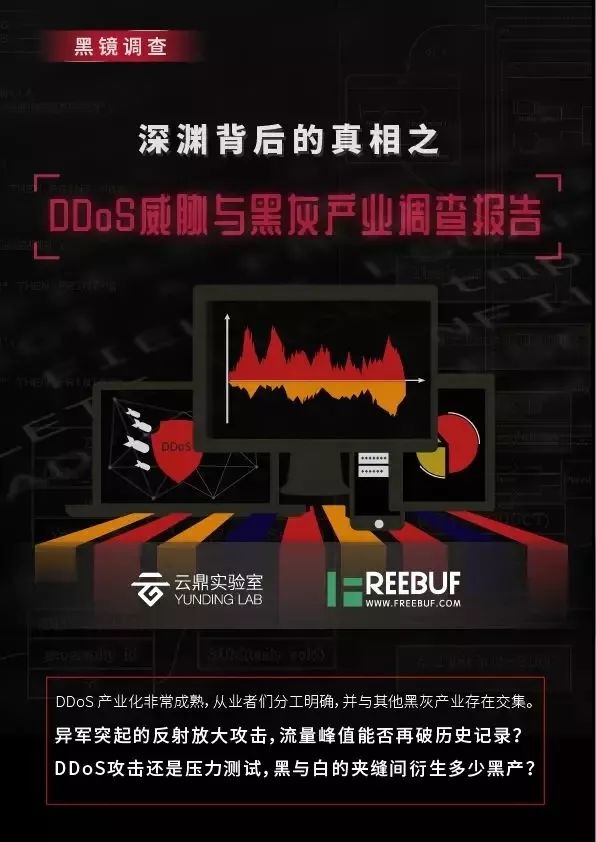 黑镜调查
深渊背后的真相之
DDoS威胁与黑灰产业调查报告
DDoS
云鼎实验室
YUNDING LAB
FREEBUF
WWW.FREEBUF.COM
DDoS 产业化非常成熟，从业者们分工明确，并与其他黑灰产业存在交集。
异军突起的反射放大攻击，流量峰值能否再破历史记录？
DDoS攻击还是压力测试，黑与白的夹缝间衍生多少黑产？